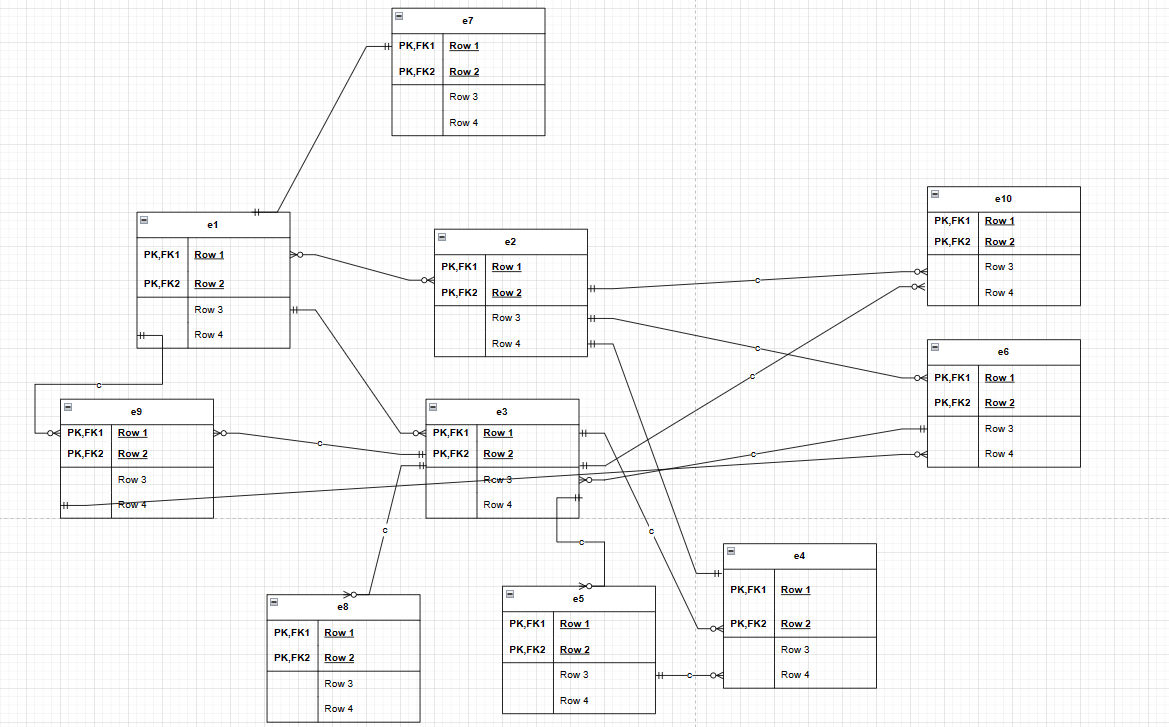 e7
PK,FK1 Row 1
PK,FK2 Row 2
Row 3
Row 4
e1
PK,FK1 Row 1
PK,FK2 Row 2
Row 3
Row 4
e2
PK,FK1 Row 1
PK,FK2 Row 2
Row 3
Row 4
e10
PK,FK1 Row 1
PK,FK2 Row 2
Row 3
Row 4
c
c
c
e6
PK,FK1 Row 1
PK,FK2 Row 2
Row 3
Row 4
c
e9
PK,FK1 Row 1
PK,FK2 Row 2
Row 3
Row 4
c
e3
PK,FK1 Row 1
PK,FK2 Row 2
Row 3
Row 4
c
c
c
c
e8
PK,FK1 Row 1
PK,FK2 Row 2
Row 3
Row 4
e5
PK,FK1 Row 1
PK,FK2 Row 2
Row 3
Row 4
c
e4
PK,FK1 Row 1
PK,FK2 Row 2
Row 3
Row 4